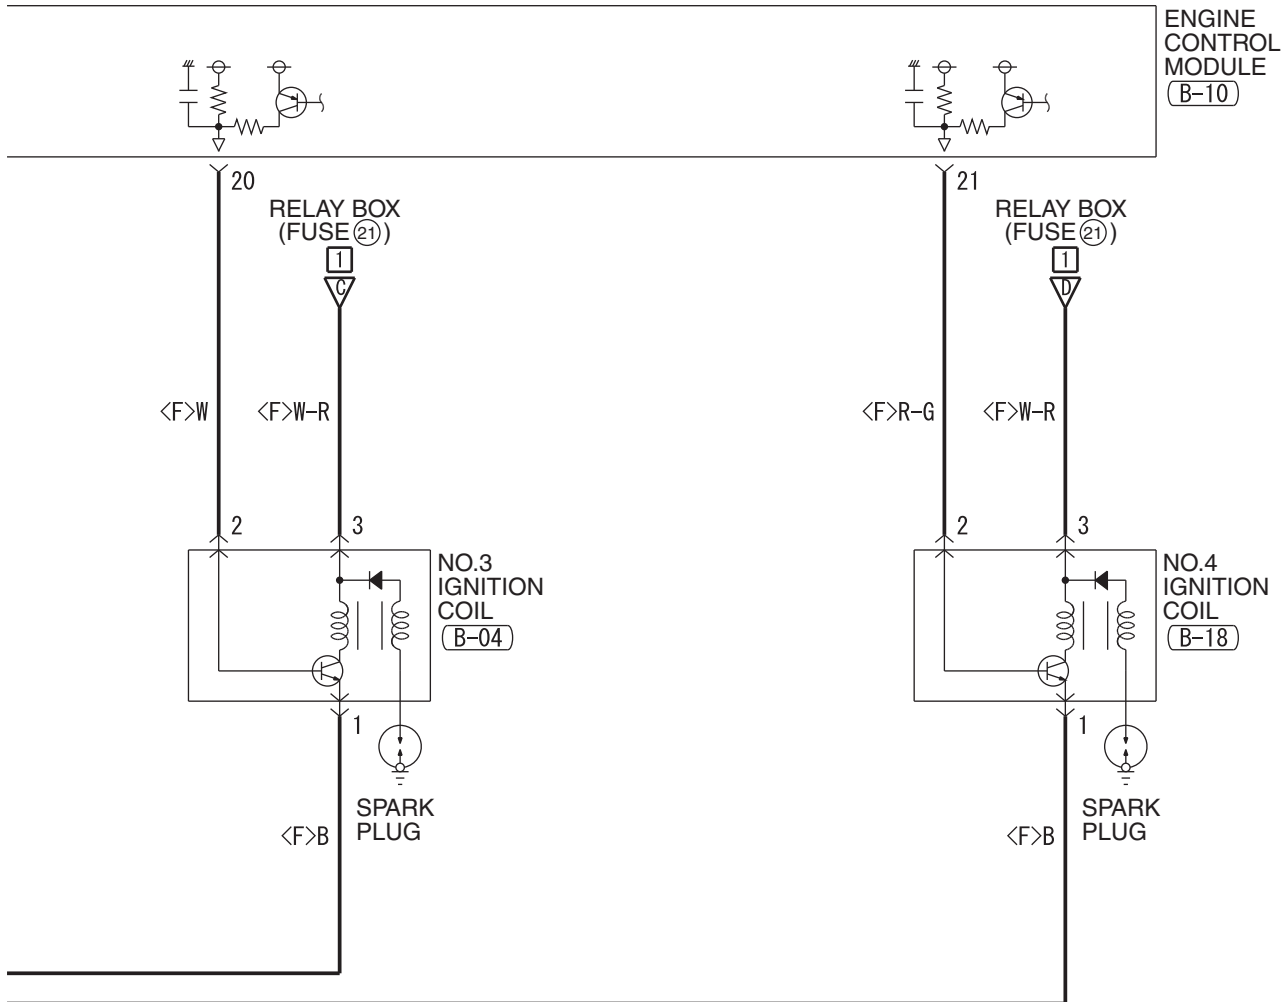 ENGINE
CONTROL
MODULE
B-10
20
21
RELAY BOX
(FUSE 21)
1
C
RELAY BOX
(FUSE 21)
1
D
<F>W
<F>W-R
<F>R-G
<F>W-R
2
3
2
3
NO.3
IGNITION
COIL
B-04
NO.4
IGNITION
COIL
B-18
1
1
SPARK
PLUG
SPARK
PLUG
<F>B
<F>B